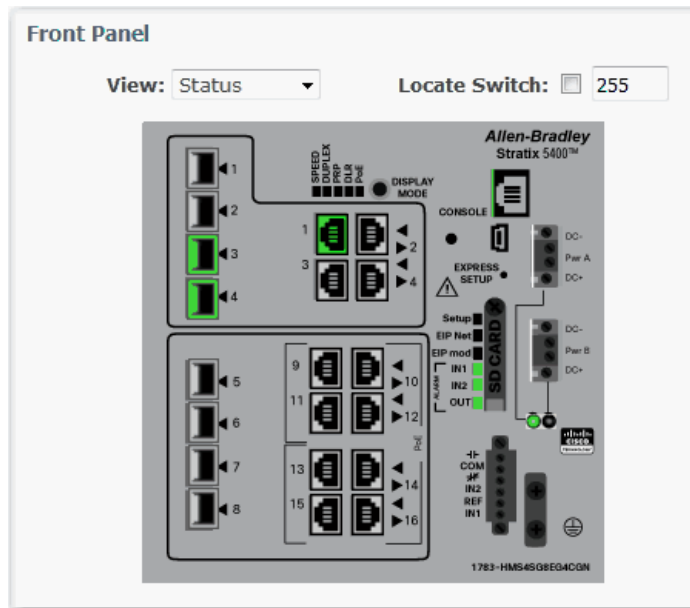 Front Panel
View: Status
Locate Switch: 255
Allen-Bradley
Stratix 5400™
SPEED
DUPLEX
PRP
DLR
PoE
DISPLAY
MODE
1
2
3
4
1
2
3
4
CONSOLE
EXPRESS
SETUP
DC-
Pwr A
DC+
Setup
EIP Net
EIP mod
ALARM
IN1
IN2
OUT
SD CARD
DC-
Pwr B
DC+
CISCO
TECHNOLOGY
5
6
7
8
9
10
11
12
PoE
13
14
15
16
COM
IN2
REF
IN1
1783-HMS4SG8EG4CGN